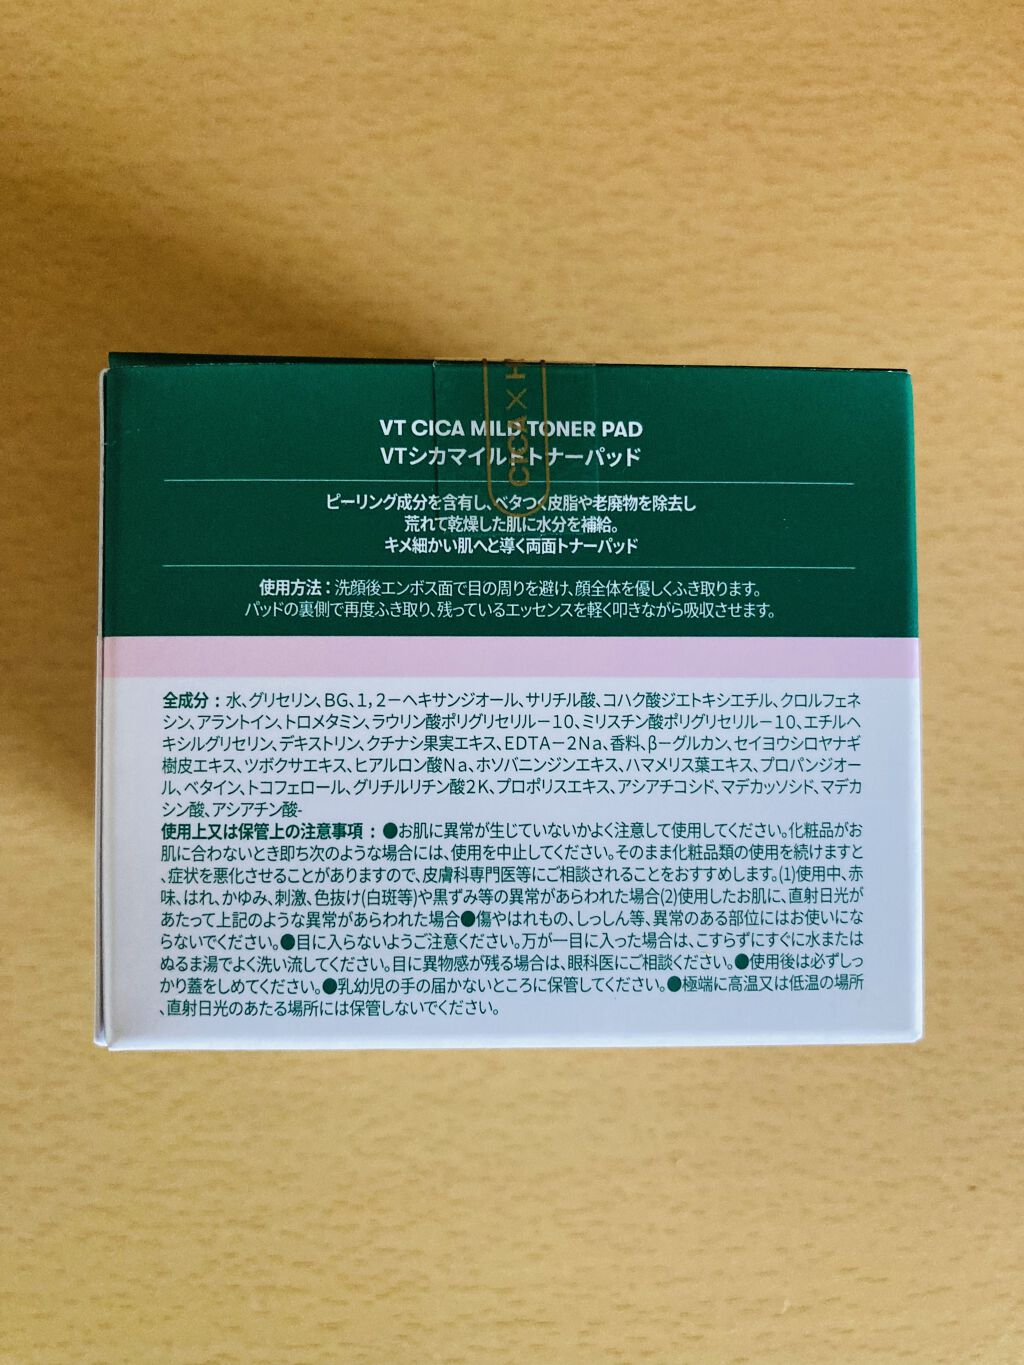 VT CICA MILD TONER PAD
VTシカマイルドトナーパッド
CICA × H
ピーリング成分を含有し、ベタつく皮脂や老廃物を除去し
荒れて乾燥した肌に水分を補給。
キメ細かい肌へと導く両面トナーパッド
使用方法：洗顔後エンボス面で目の周りを避け、顔全体を優しくふき取ります。
パッドの裏側で再度ふき取り、残っているエッセンスを軽く叩きながら吸収させます。
全成分：水、グリセリン、BG、1，2－ヘキサンジオール、サリチル酸、コハク酸ジエトキシエチル、クロルフェネ
シン、アラントイン、トロメタミン、ラウリン酸ポリグリセリル－10、ミリスチン酸ポリグリセリル－10、エチルヘ
キシルグリセリン、デキストリン、クチナシ果実エキス、EDTA－2Na、香料、β－グルカン、セイヨウシロヤナギ
樹皮エキス、ツボクサエキス、ヒアルロン酸Na、ホソバニンジンエキス、ハマメリス葉エキス、プロパンジオー
ル、ベタイン、トコフェロール、グリチルリチン酸2K、プロポリスエキス、アシアチコシド、マデカッソシド、マデカ
シン酸、アシアチン酸-
使用上又は保管上の注意事項：●お肌に異常が生じていないかよく注意して使用してください。化粧品がお
肌に合わないとき即ち次のような場合には、使用を中止してください。そのまま化粧品類の使用を続けますと
、症状を悪化させることがありますので、皮膚科専門医等にご相談されることをおすすめします。(1)使用中、赤
味、はれ、かゆみ、刺激、色抜け(白斑等)や黒ずみ等の異常があらわれた場合(2)使用したお肌に、直射日光が
あたって上記のような異常があらわれた場合●傷やはれもの、しっしん等、異常のある部位にはお使いにな
らないでください。●目に入らないようご注意ください。万が一目に入った場合は、こすらずにすぐに水または
ぬるま湯でよく洗い流してください。目に異物感が残る場合は、眼科医にご相談ください。●使用後は必ずしっ
かり蓋をしめてください。●乳幼児の手の届かないところに保管してください。●極端に高温又は低温の場所
、直射日光のあたる場所には保管しないでください。